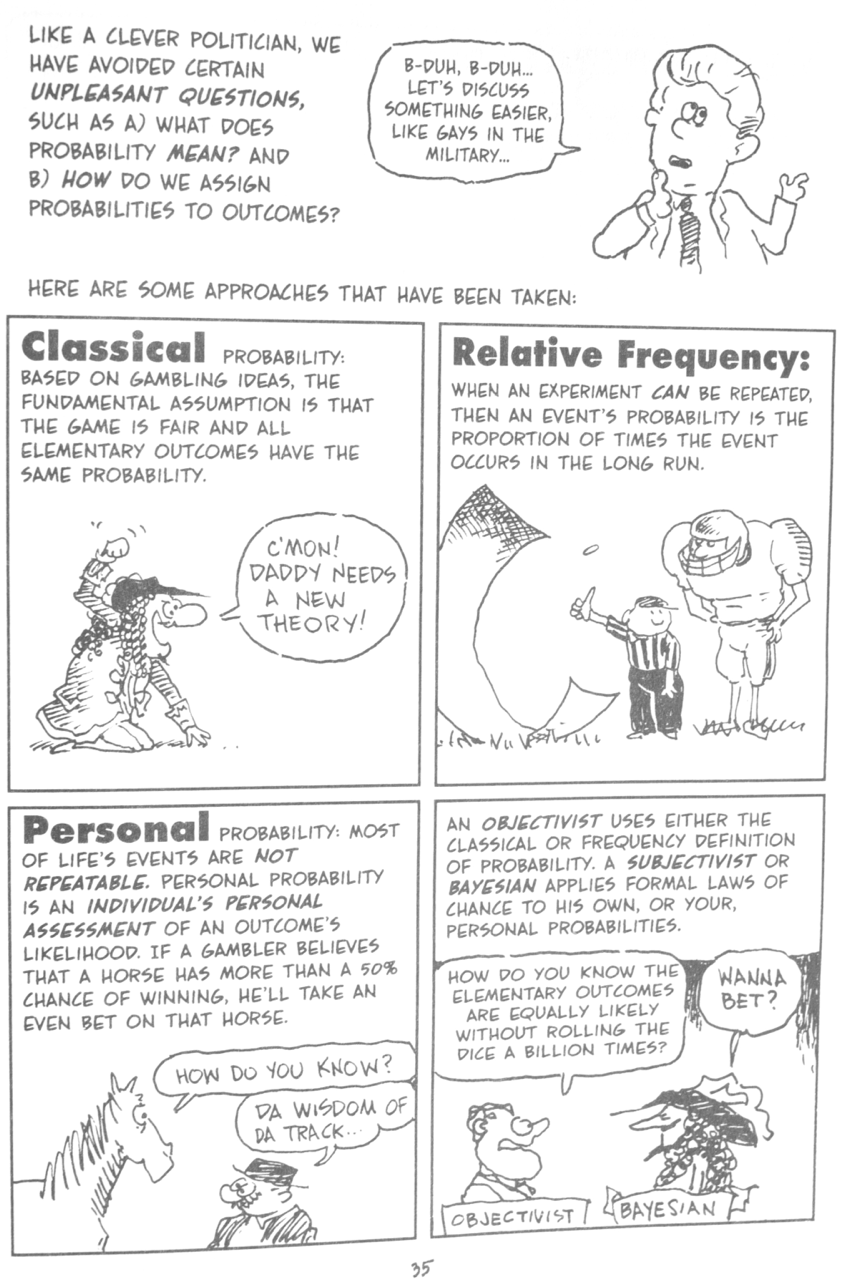 LIKE A CLEVER POLITICIAN, WE
HAVE AVOIDED CERTAIN
UNPLEASANT QUESTIONS,
SUCH AS A) WHAT DOES
PROBABILITY MEAN? AND
B) HOW DO WE ASSIGN
PROBABILITIES TO OUTCOMES?
B-DUH, B-DUH...
LET'S DISCUSS
SOMETHING EASIER,
LIKE GAYS IN THE
MILITARY...
HERE ARE SOME APPROACHES THAT HAVE BEEN TAKEN:
Classical PROBABILITY:
BASED ON GAMBLING IDEAS, THE
FUNDAMENTAL ASSUMPTION IS THAT
THE GAME IS FAIR AND ALL
ELEMENTARY OUTCOMES HAVE THE
SAME PROBABILITY.
C'MON!
DADDY NEEDS
A NEW
THEORY!
Relative Frequency:
WHEN AN EXPERIMENT CAN BE REPEATED,
THEN AN EVENT'S PROBABILITY IS THE
PROPORTION OF TIMES THE EVENT
OCCURS IN THE LONG RUN.
Personal PROBABILITY: MOST
OF LIFE'S EVENTS ARE NOT
REPEATABLE. PERSONAL PROBABILITY
IS AN INDIVIDUAL'S PERSONAL
ASSESSMENT OF AN OUTCOME'S
LIKELIHOOD. IF A GAMBLER BELIEVES
THAT A HORSE HAS MORE THAN A 50%
CHANCE OF WINNING, HE'LL TAKE AN
EVEN BET ON THAT HORSE.
HOW DO YOU KNOW?
DA WISDOM OF
DA TRACK...
AN OBJECTIVIST USES EITHER THE
CLASSICAL OR FREQUENCY DEFINITION
OF PROBABILITY. A SUBJECTIVIST OR
BAYESIAN APPLIES FORMAL LAWS OF
CHANCE TO HIS OWN, OR YOUR,
PERSONAL PROBABILITIES.
HOW DO YOU KNOW THE
ELEMENTARY OUTCOMES
ARE EQUALLY LIKELY
WITHOUT ROLLING THE
DICE A BILLION TIMES?
WANNA
BET?
OBJECTIVIST
BAYESIAN
35